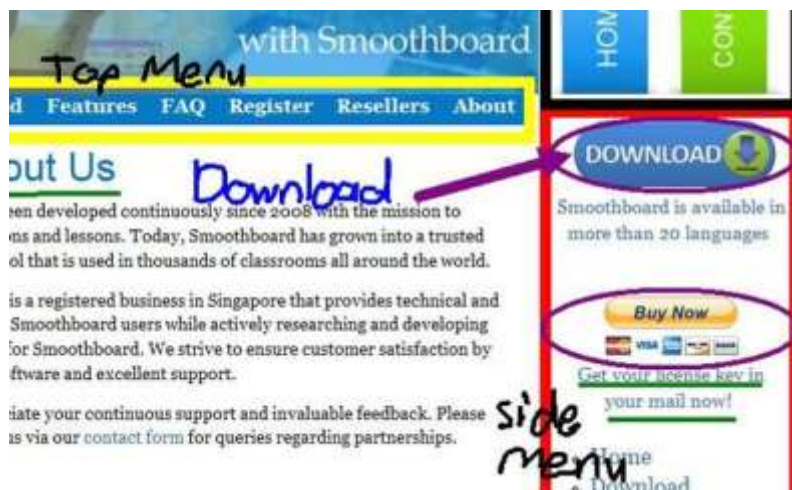 with Smoothboard
Top Menu
Features FAQ Register Resellers About
HOM
CON
out Us
Download
DOWNLOAD
een developed continuously since 2008 with the mission to
ons and lessons. Today, Smoothboard has grown into a trusted
ol that is used in thousands of classrooms all around the world.
Smoothboard is available in
more than 20 languages
is a registered business in Singapore that provides technical and
Smoothboard users while actively researching and developing
for Smoothboard. We strive to ensure customer satisfaction by
ftware and excellent support.
Buy Now
VISA
Get your license key in
your mail now!
ciate your continuous support and invaluable feedback. Please
us via our contact form for queries regarding partnerships.
side
menu
Home
Download